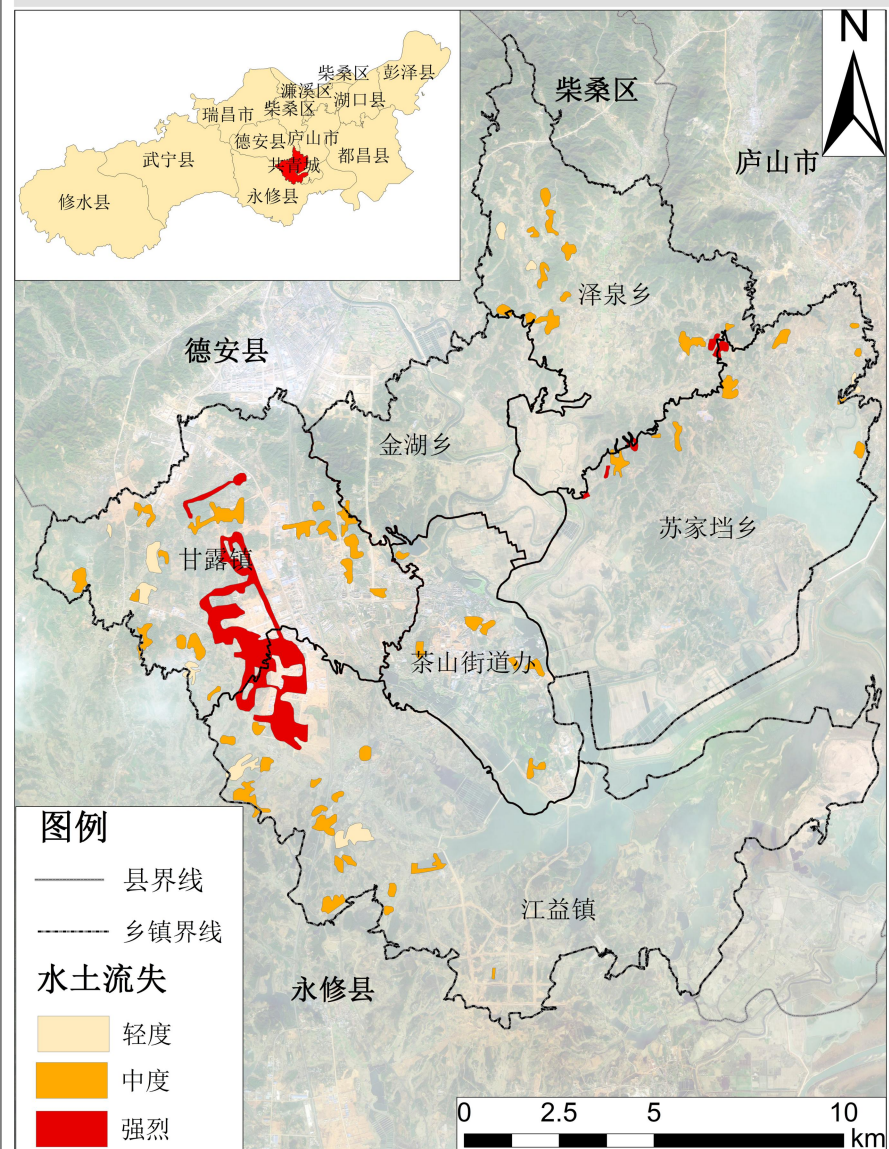 N
柴桑区
彭泽县
濂溪区
柴桑区
湖口县
瑞昌市
德安县
庐山市
都昌县
武宁县
共青城
修水县
永修县
柴桑区
庐山市
泽泉乡
德安县
金湖乡
苏家垱乡
甘露镇
茶山街道办
江益镇
永修县
图例
县界线
乡镇界线
水土流失
轻度
中度
强烈
0 2.5 5 10
km